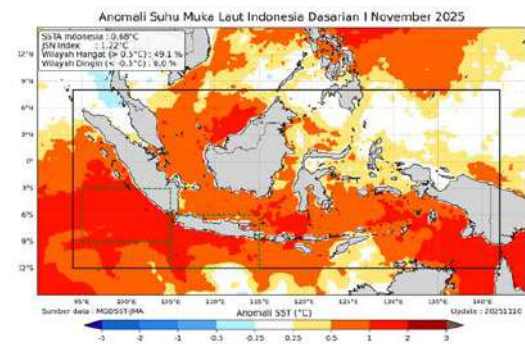 Anomali Suhu Muka Laut Indonesia Dasarian I November 2025
SSTA Indonesia : 0.68°C
JSN Index : 1.22°C
Wilayah Hangat (> 0.5°C) : 49.1 %
Wilayah Dingin (< -0.5°C) : 6.0 %
12°N
9°N
6°N
3°N
0°
3°S
6°S
9°S
12°S
95°E 100°E 105°E 110°E 115°E 120°E 125°E 130°E 135°E 140°E
Sumber data : MGDSST-JMA Anomali SST (°C) Update : 20251110
-3 -2 -1 -0.5 -0.25 0.25 0.5 1 2 3